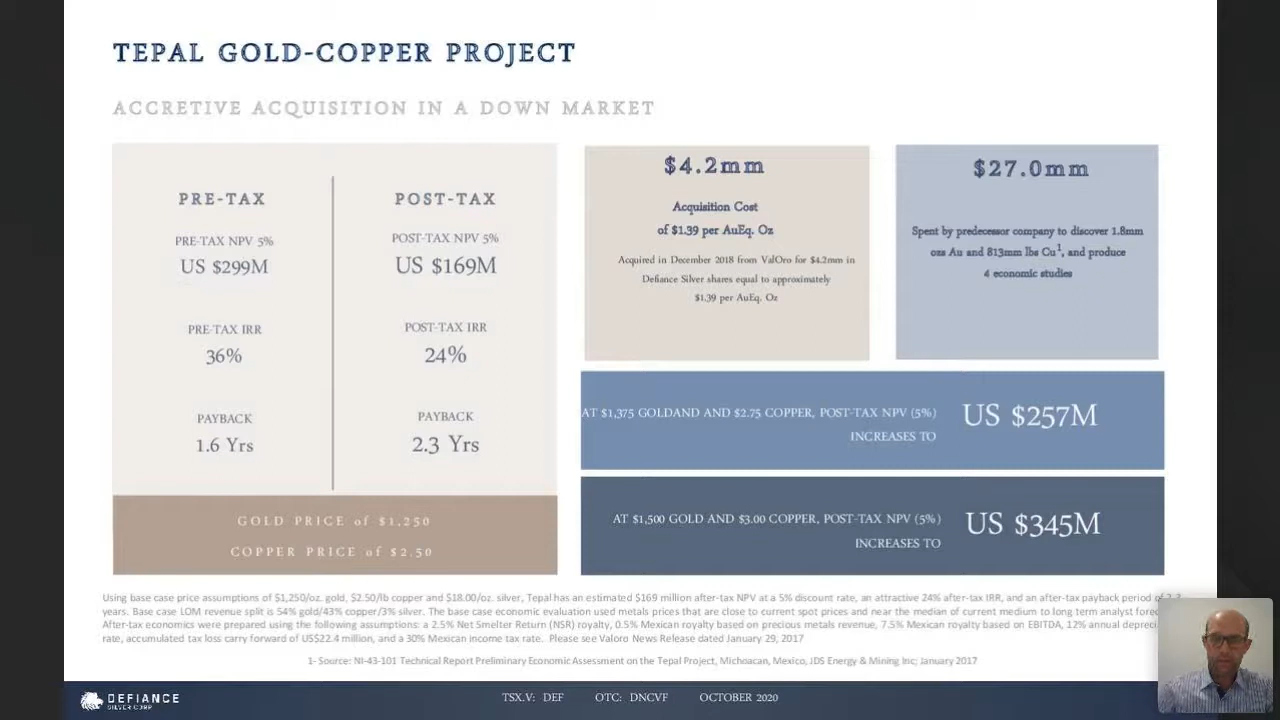 TEPAL GOLD-COPPER PROJECT
ACCRETIVE ACQUISITION IN A DOWN MARKET
PRE-TAX
PRE-TAX NPV 5%
US $299M
PRE-TAX IRR
36%
PAYBACK
1.6 Yrs
POST-TAX
POST-TAX NPV 5%
US $169M
POST-TAX IRR
24%
PAYBACK
2.3 Yrs
GOLD PRICE of $1,250
COPPER PRICE of $2.50
$4.2mm
Acquisition Cost
of $1.39 per AuEq. Oz
Acquired in December 2018 from ValOro for $4.2mm in
Defiance Silver shares equal to approximately
$1.39 per AuEq. Oz
$27.0mm
Spent by predecessor company to discover 1.8mm
ozs Au and 813mm lbs Cu1, and produce
4 economic studies
AT $1,375 GOLDAND AND $2.75 COPPER, POST-TAX NPV (5%)
INCREASES TO
US $257M
AT $1,500 GOLD AND $3.00 COPPER, POST-TAX NPV (5%)
INCREASES TO
US $345M
Using base case price assumptions of $1,250/oz. gold, $2.50/lb copper and $18.00/oz. silver, Tepal has an estimated $169 million after-tax NPV at a 5% discount rate, an attractive 24% after-tax IRR, and an after-tax payback period of 2.3
years. Base case LOM revenue split is 54% gold/43% copper/3% silver. The base case economic evaluation used metals prices that are close to current spot prices and near the median of current medium to long term analyst
After-tax economics were prepared using the following assumptions: a 2.5% Net Smelter Return (NSR) royalty, 0.5% Mexican royalty based on precious metals revenue, 7.5% Mexican royalty based on EBITDA, 12% annual
rate, accumulated tax loss carry forward of US$22.4 million, and a 30% Mexican income tax rate. Please see Valoro News Release dated January 29, 2017
1- Source: NI-43-101 Technical Report Preliminary Economic Assessment on the Tepal Project, Michoacan, Mexico, JDS Energy & Mining Inc; January 2017
DEFIANCE
SILVER CORP
TSX.V: DEF OTC: DNCVF OCTOBER 2020